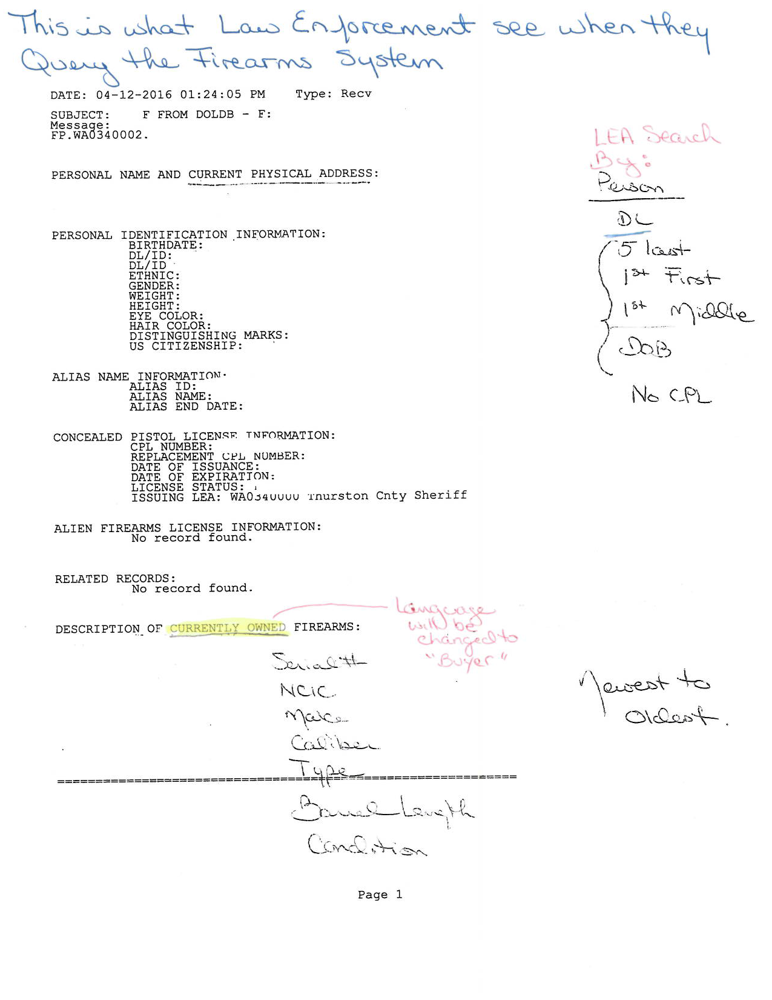 This is what Law Enforcement see when they
Query the Firearms System
DATE: 04-12-2016 01:24:05 PM Type: Recv
SUBJECT: F FROM DOLDB - F:
Message:
FP.WA0340002.
LEA Search
By:
Person
PERSONAL NAME AND CURRENT PHYSICAL ADDRESS:
DL
5 last
1st First
1st Middle
DOB
No CPL
PERSONAL IDENTIFICATION INFORMATION:
BIRTHDATE:
DL/ID:
DL/ID
ETHNIC:
GENDER:
WEIGHT:
HEIGHT:
EYE COLOR:
HAIR COLOR:
DISTINGUISHING MARKS:
US CITIZENSHIP:
ALIAS NAME INFORMATION.
ALIAS ID:
ALIAS NAME:
ALIAS END DATE:
CONCEALED PISTOL LICENSE INFORMATION:
CPL NUMBER:
REPLACEMENT CPL NUMBER:
DATE OF ISSUANCE:
DATE OF EXPIRATION:
LICENSE STATUS:
ISSUING LEA: WA0340000 Thurston Cnty Sheriff
ALIEN FIREARMS LICENSE INFORMATION:
No record found.
RELATED RECORDS:
No record found.
DESCRIPTION OF CURRENTLY OWNED FIREARMS:
Language
will be
changed to
"Buyer"
Serial #
NCIC
Make
Caliber
Type
Barrel Length
Condition
Newest to
Oldest.
Page 1